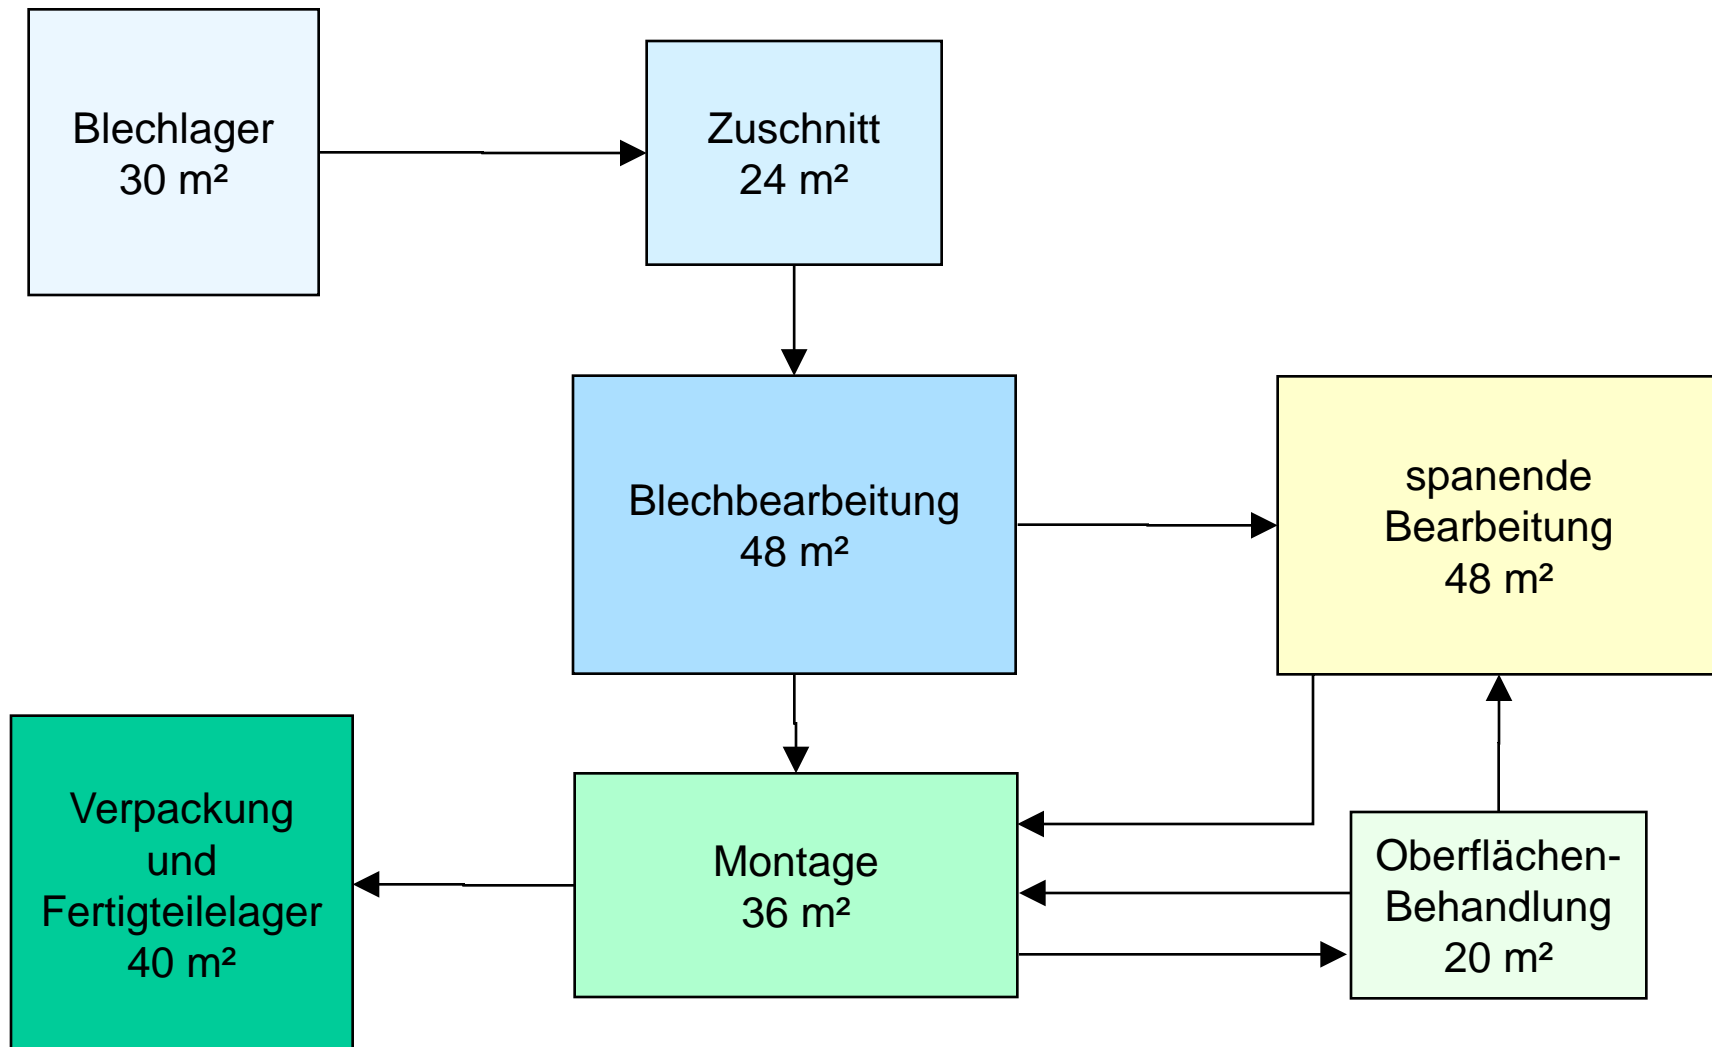 Blechlager
30 m²
Zuschnitt
24 m²
Blechbearbeitung
48 m²
spanende
Bearbeitung
48 m²
Verpackung
und
Fertigteilelager
40 m²
Montage
36 m²
Oberflächen-
Behandlung
20 m²